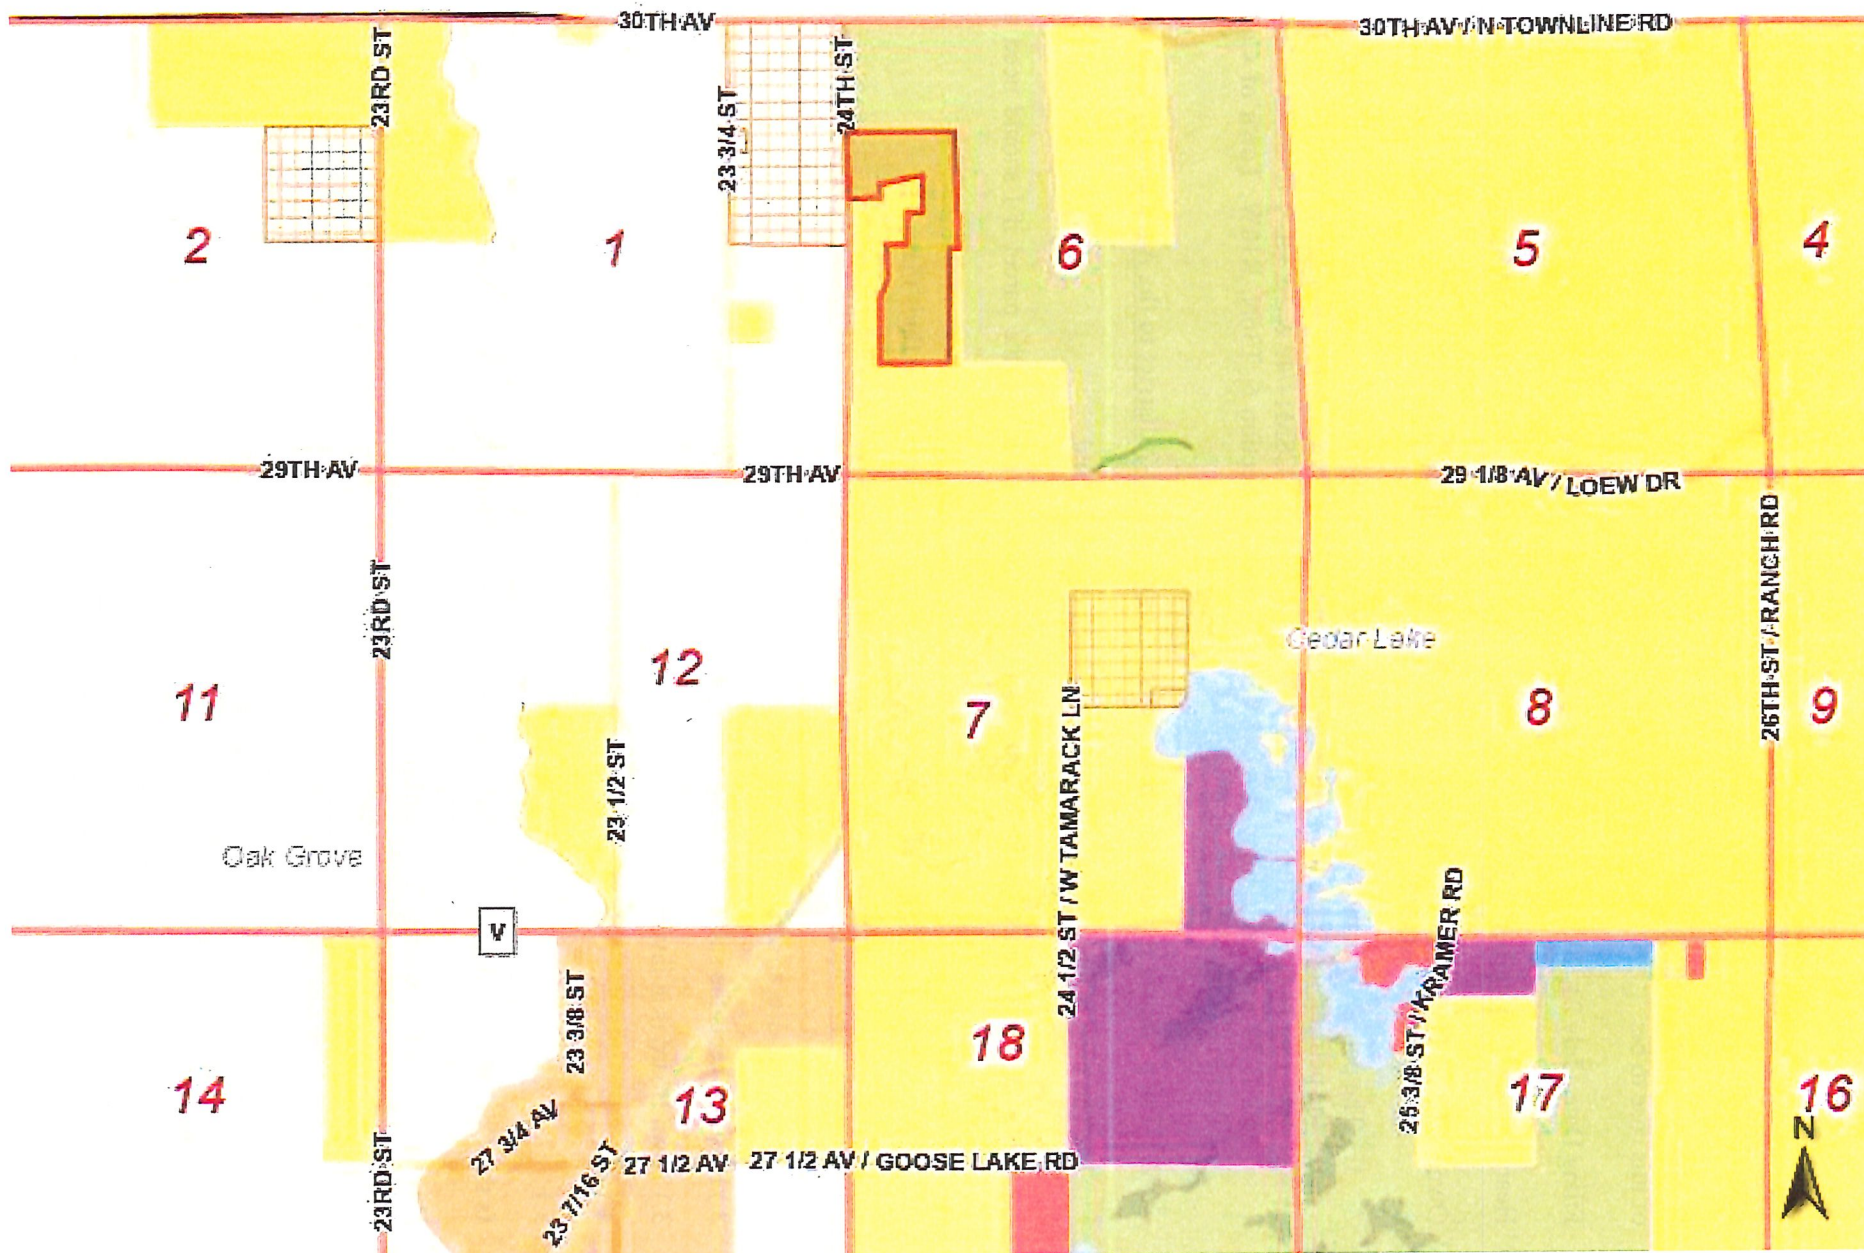 30TH AV
30TH AV / N TOWNLINE RD
23RD ST
23 3/4 ST
24TH ST
2
1
6
5
4
29TH AV
29TH AV
29 1/8 AV / LOEW DR
23RD ST
26TH ST / RANCH RD
Cedar Lake
11
12
7
8
9
23 1/2 ST
24 1/2 ST / W TAMARACK LN
Oak Grove
V
25 3/8 ST / KRAMER RD
23 3/8 ST
14
13
18
17
16
27 3/4 AV
23RD ST
23 7/16 ST
27 1/2 AV
27 1/2 AV / GOOSE LAKE RD
N